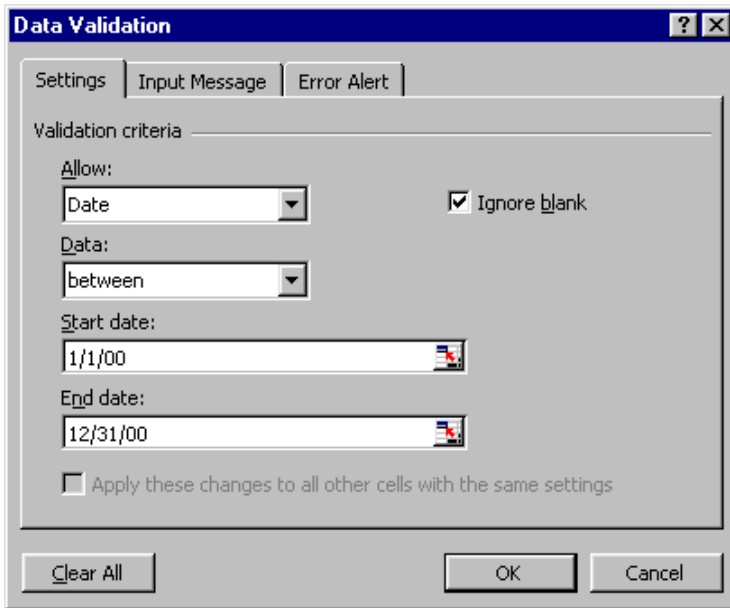 Data Validation
Settings Input Message Error Alert
Validation criteria
Allow:
Date Ignore blank
Data:
between
Start date:
1/1/00
End date:
12/31/00
Apply these changes to all other cells with the same settings
Clear All OK Cancel